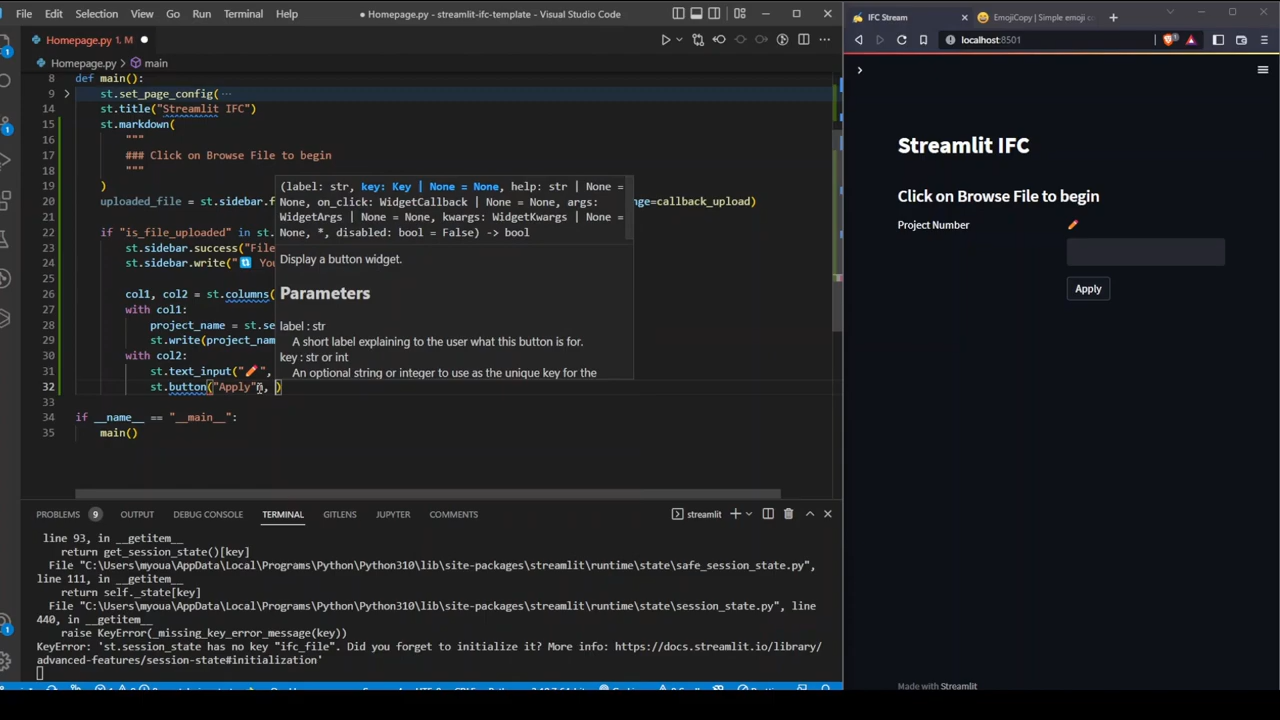 File Edit Selection View Go Run Terminal Help
● Homepage.py - streamlit-ifc-template - Visual Studio Code
Homepage.py 1, M ●
Homepage.py > main
8 def main():
9 st.set_page_config( ···
14 st.title("Streamlit IFC")
15 st.markdown(
16 """
17 ### Click on Browse File to begin
18 """
19 )
20 uploaded_file = st.sidebar.f nge=callback_upload)
21
22 if "is_file_uploaded" in st.
23 st.sidebar.success("File
24 st.sidebar.write("🔃 You
25
26 col1, col2 = st.columns(
27 with col1:
28 project_name = st.se
29 st.write(project_nam
30 with col2:
31 st.text_input("✏️",
32 st.button("Apply", )
33
34 if __name__ == "__main__":
35 main()
(label: str, key: Key | None = None, help: str | None =
None, on_click: WidgetCallback | None = None, args:
WidgetArgs | None = None, kwargs: WidgetKwargs | None =
None, *, disabled: bool = False) -> bool
Display a button widget.
Parameters
label : str
A short label explaining to the user what this button is for.
key : str or int
An optional string or integer to use as the unique key for the
PROBLEMS 9 OUTPUT DEBUG CONSOLE TERMINAL GITLENS JUPYTER COMMENTS
streamlit
line 93, in __getitem__
return get_session_state()[key]
File "C:\Users\myoua\AppData\Local\Programs\Python\Python310\lib\site-packages\streamlit\runtime\state\safe_session_state.py",
line 111, in __getitem__
return self._state[key]
File "C:\Users\myoua\AppData\Local\Programs\Python\Python310\lib\site-packages\streamlit\runtime\state\session_state.py", line
440, in __getitem__
raise KeyError(_missing_key_error_message(key))
KeyError: 'st.session_state has no key "ifc_file". Did you forget to initialize it? More info: https://docs.streamlit.io/library/
advanced-features/session-state#initialization'
IFC Stream
EmojiCopy | Simple emoji c
localhost:8501
Streamlit IFC
Click on Browse File to begin
Project Number ✏️
Apply
Made with Streamlit